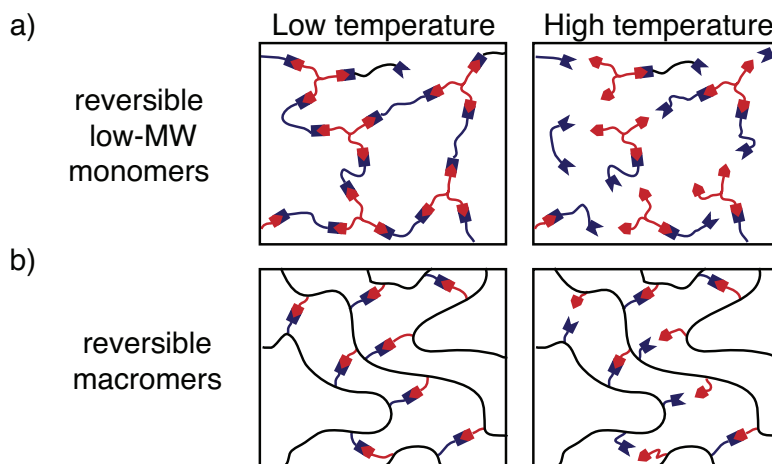 a)
Low temperature
High temperature
reversible
low-MW
monomers
b)
reversible
macromers